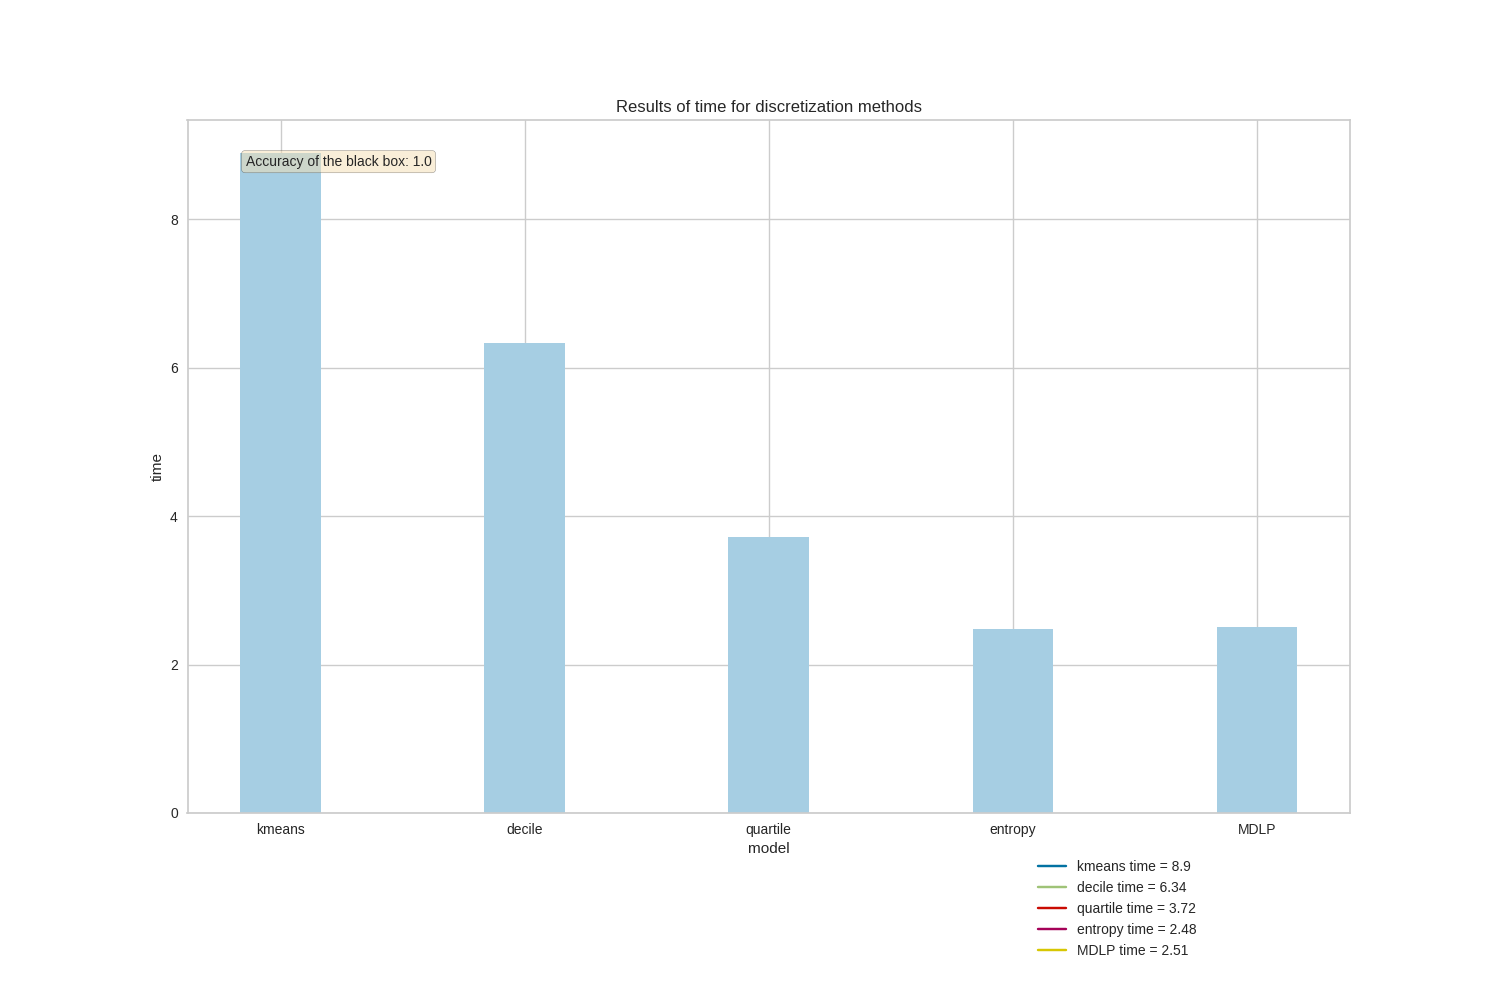 Results of time for discretization methods
Accuracy of the black box: 1.0
8
6
4
2
0
time
kmeans decile quartile entropy MDLP
model
kmeans time = 8.9
decile time = 6.34
quartile time = 3.72
entropy time = 2.48
MDLP time = 2.51